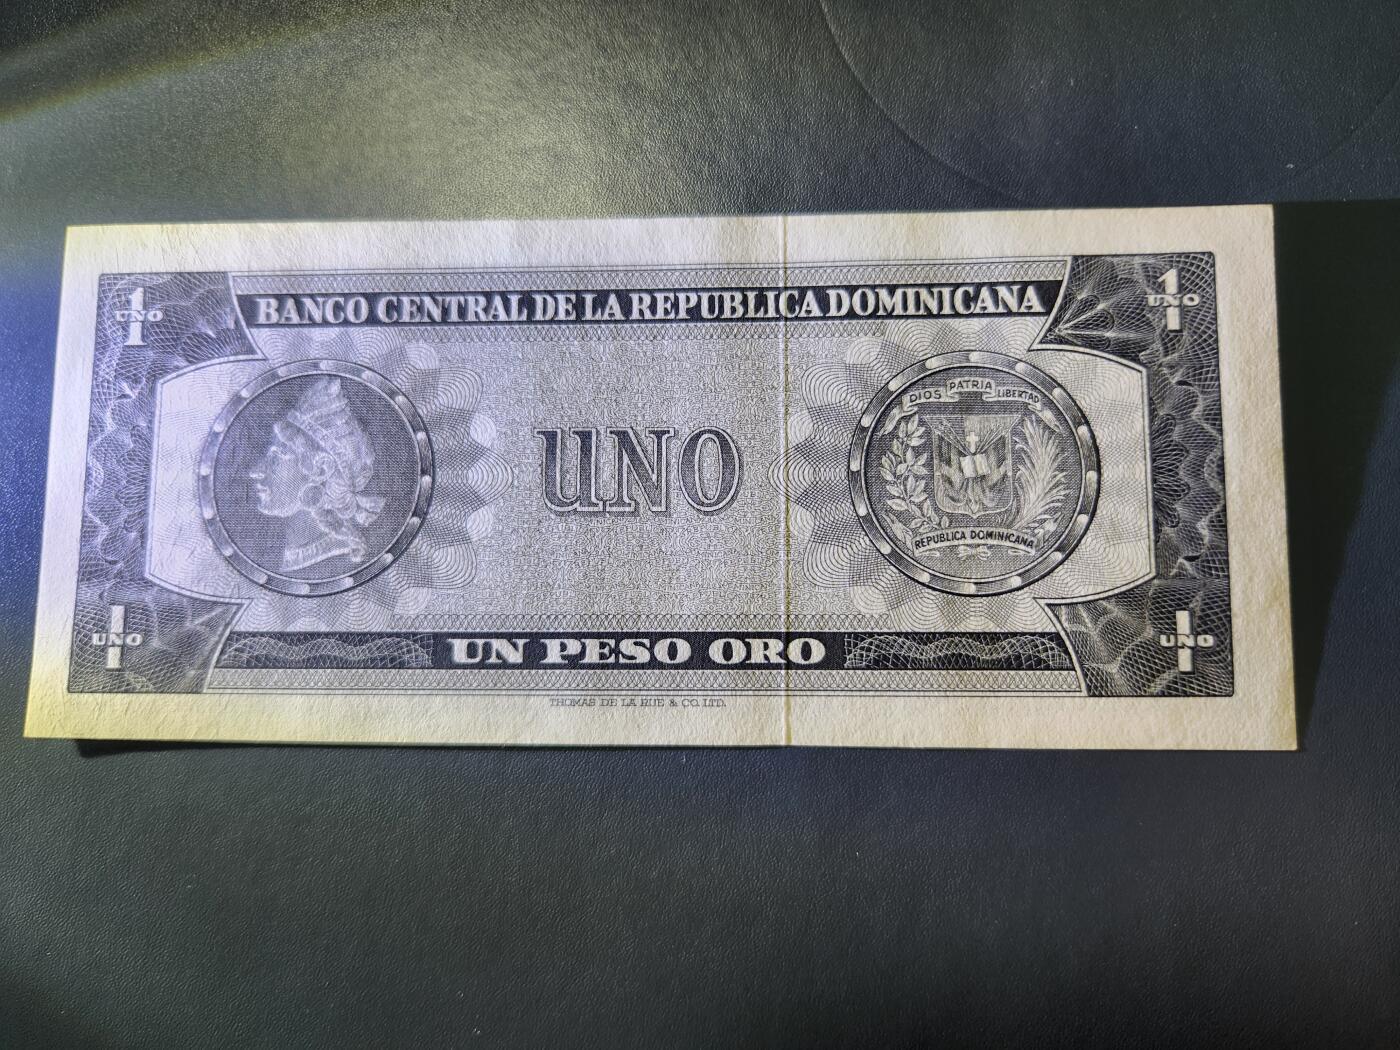 1
UNO
BANCO CENTRAL DE LA REPUBLICA DOMINICANA
1
UNO
DIOS PATRIA LIBERTAD
UNO
REPUBLICA DOMINICANA
1
UNO
UN PESO ORO
1
UNO
THOMAS DE LA RUE & CO. LTD.